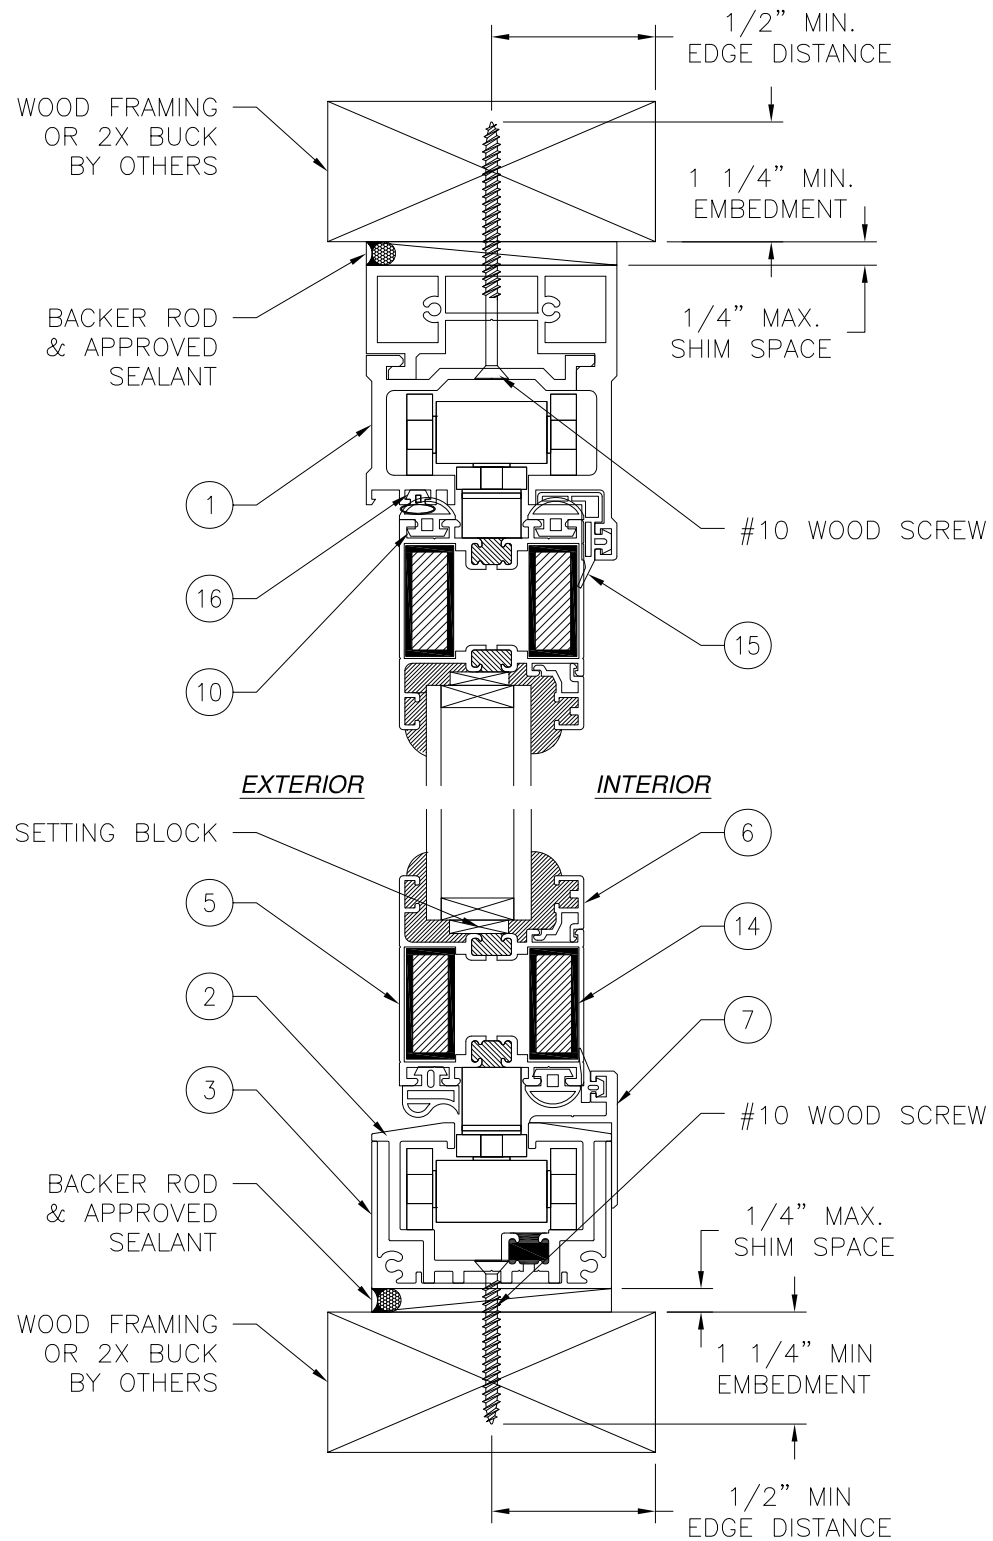 1/2” MIN.
EDGE DISTANCE
WOOD FRAMING
OR 2X BUCK
BY OTHERS
1 1/4” MIN.
EMBEDMENT
BACKER ROD
& APPROVED
SEALANT
1/4” MAX.
SHIM SPACE
1
#10 WOOD SCREW
16
15
10
EXTERIOR
INTERIOR
SETTING BLOCK
6
5
14
2
7
3
#10 WOOD SCREW
BACKER ROD
& APPROVED
SEALANT
1/4” MAX.
SHIM SPACE
WOOD FRAMING
OR 2X BUCK
BY OTHERS
1 1/4” MIN
EMBEDMENT
1/2” MIN
EDGE DISTANCE